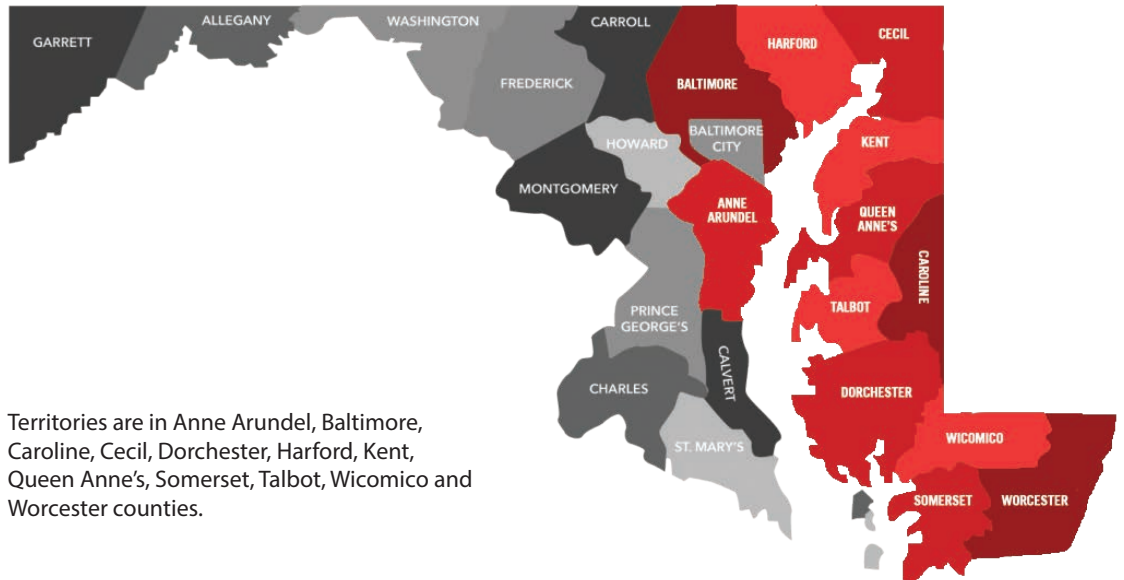 GARRETT
ALLEGANY
WASHINGTON
CARROLL
HARFORD
CECIL
FREDERICK
BALTIMORE
BALTIMORE
CITY
HOWARD
KENT
MONTGOMERY
ANNE
ARUNDEL
QUEEN
ANNE'S
CAROLINE
TALBOT
PRINCE
GEORGE'S
CALVERT
CHARLES
DORCHESTER
ST. MARY'S
WICOMICO
SOMERSET
WORCESTER
Territories are in Anne Arundel, Baltimore,
Caroline, Cecil, Dorchester, Harford, Kent,
Queen Anne’s, Somerset, Talbot, Wicomico and
Worcester counties.